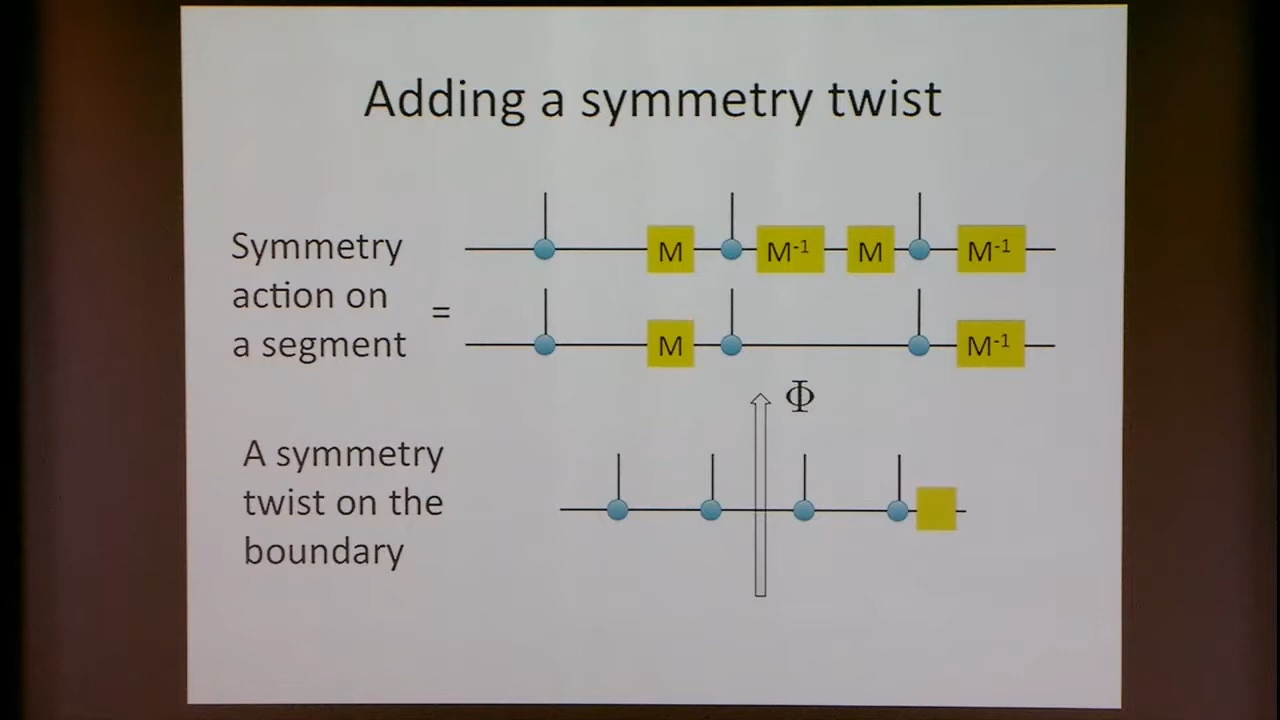 Adding a symmetry twist
Symmetry
action on
a segment
=
M M⁻¹ M M⁻¹
M M⁻¹
Φ
A symmetry
twist on the
boundary